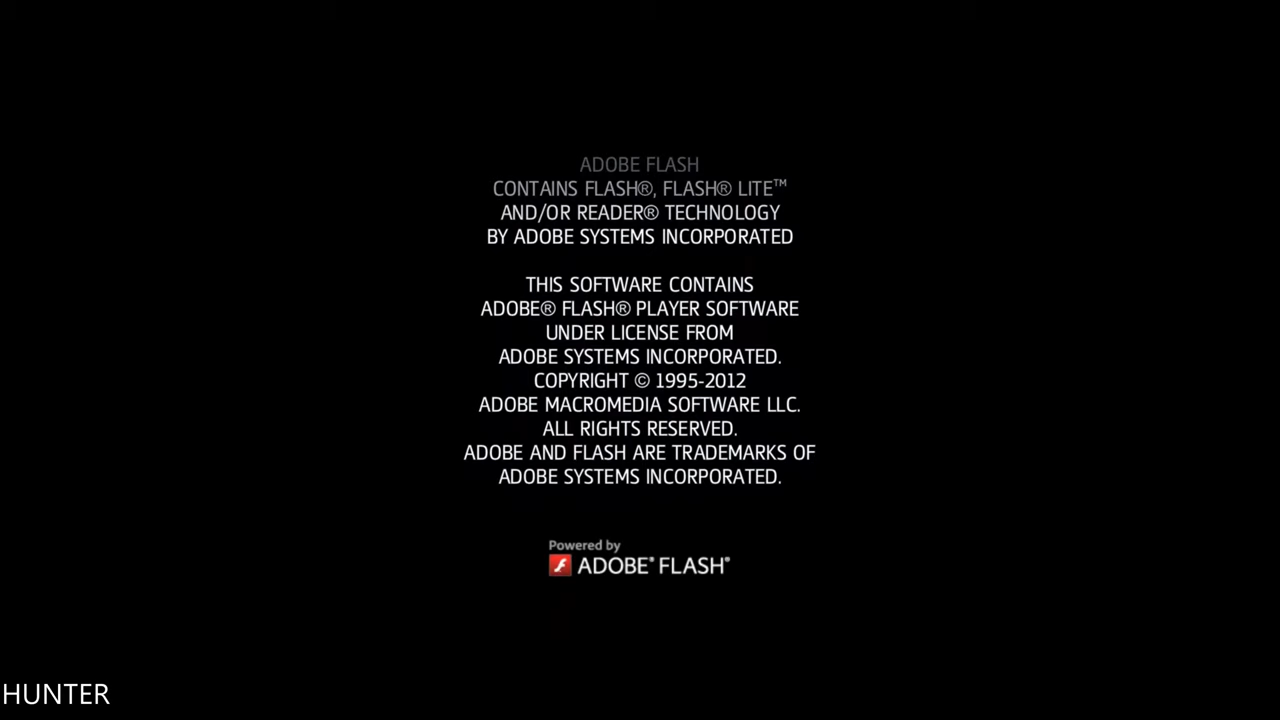 ADOBE FLASH
CONTAINS FLASH®, FLASH® LITE™
AND/OR READER® TECHNOLOGY
BY ADOBE SYSTEMS INCORPORATED
THIS SOFTWARE CONTAINS
ADOBE® FLASH® PLAYER SOFTWARE
UNDER LICENSE FROM
ADOBE SYSTEMS INCORPORATED.
COPYRIGHT © 1995-2012
ADOBE MACROMEDIA SOFTWARE LLC.
ALL RIGHTS RESERVED.
ADOBE AND FLASH ARE TRADEMARKS OF
ADOBE SYSTEMS INCORPORATED.
Powered by
ADOBE® FLASH®
HUNTER